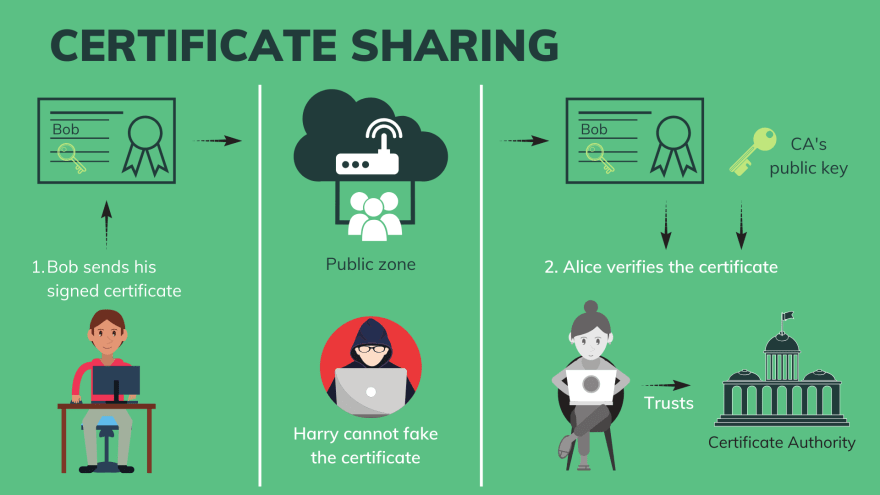 CERTIFICATE SHARING
Bob
1. Bob sends his
signed certificate
Public zone
Harry cannot fake
the certificate
Bob
CA's
public key
2. Alice verifies the certificate
Trusts
Certificate Authority